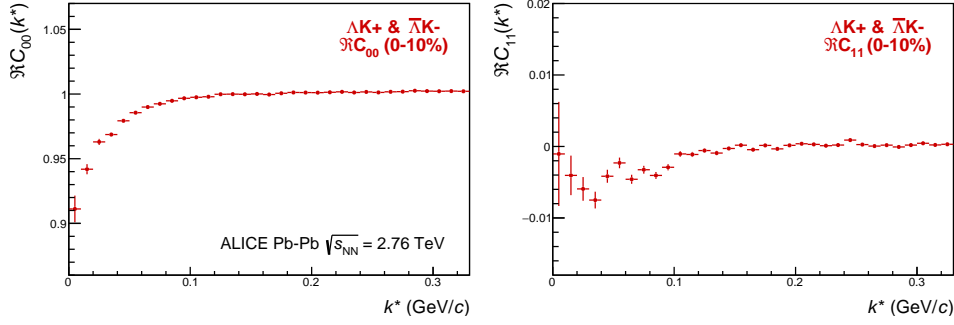 ℜC₀₀(k*)
1.05
1
0.95
0.9
ΛK+ & Λ̅K-
ℜC₀₀ (0-10%)
ALICE Pb-Pb √s_NN = 2.76 TeV
0 0.1 0.2 0.3
k* (GeV/c)
ℜC₁₁(k*)
0.02
0.01
0
−0.01
ΛK+ & Λ̅K-
ℜC₁₁ (0-10%)
0 0.1 0.2 0.3
k* (GeV/c)